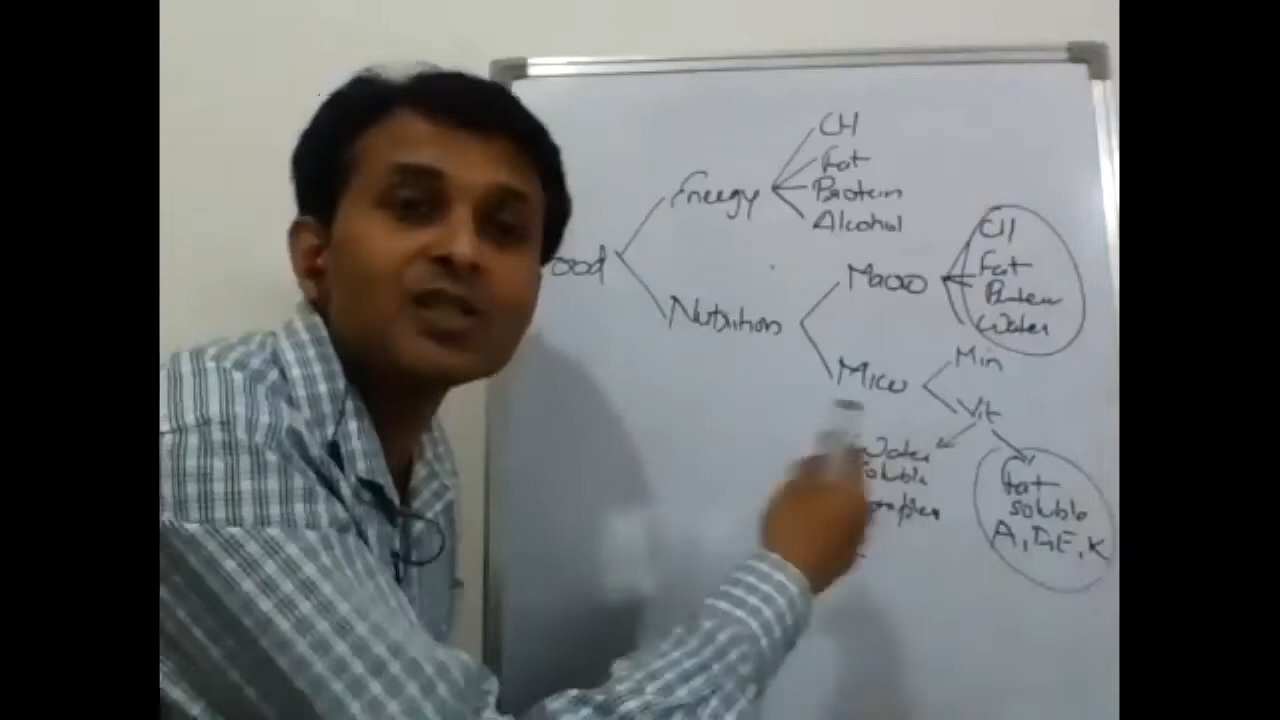 CH
Fat
Protein
Alcohol
Energy
ood
Nutrition
Macro
CH
Fat
Protein
Water
Micro
Min
Vit
Water
soluble
Fat
soluble
A, D, E, K